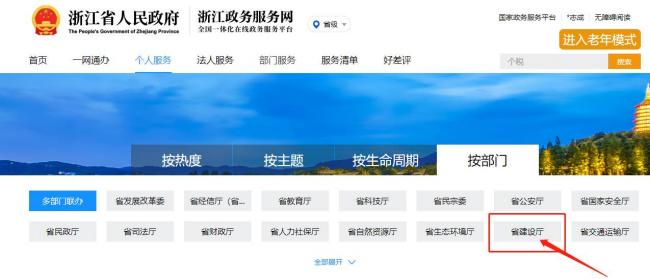 浙江省人民政府 浙江政务服务网 省级 国家政务服务平台 *志成 无障碍阅读
The People's Government of Zhejiang Province 全国一体化在线政务服务平台
进入老年模式
首页 一网通办 个人服务 法人服务 部门服务 服务清单 好差评 个税 搜索
按热度 按主题 按生命周期 按部门
多部门联办 省发展改革委 省经信厅（省... 省教育厅 省科技厅 省民宗委 省公安厅 省国家安全厅
省民政厅 省司法厅 省财政厅 省人力社保厅 省自然资源厅 省生态环境厅 省建设厅 省交通运输厅
全部展开